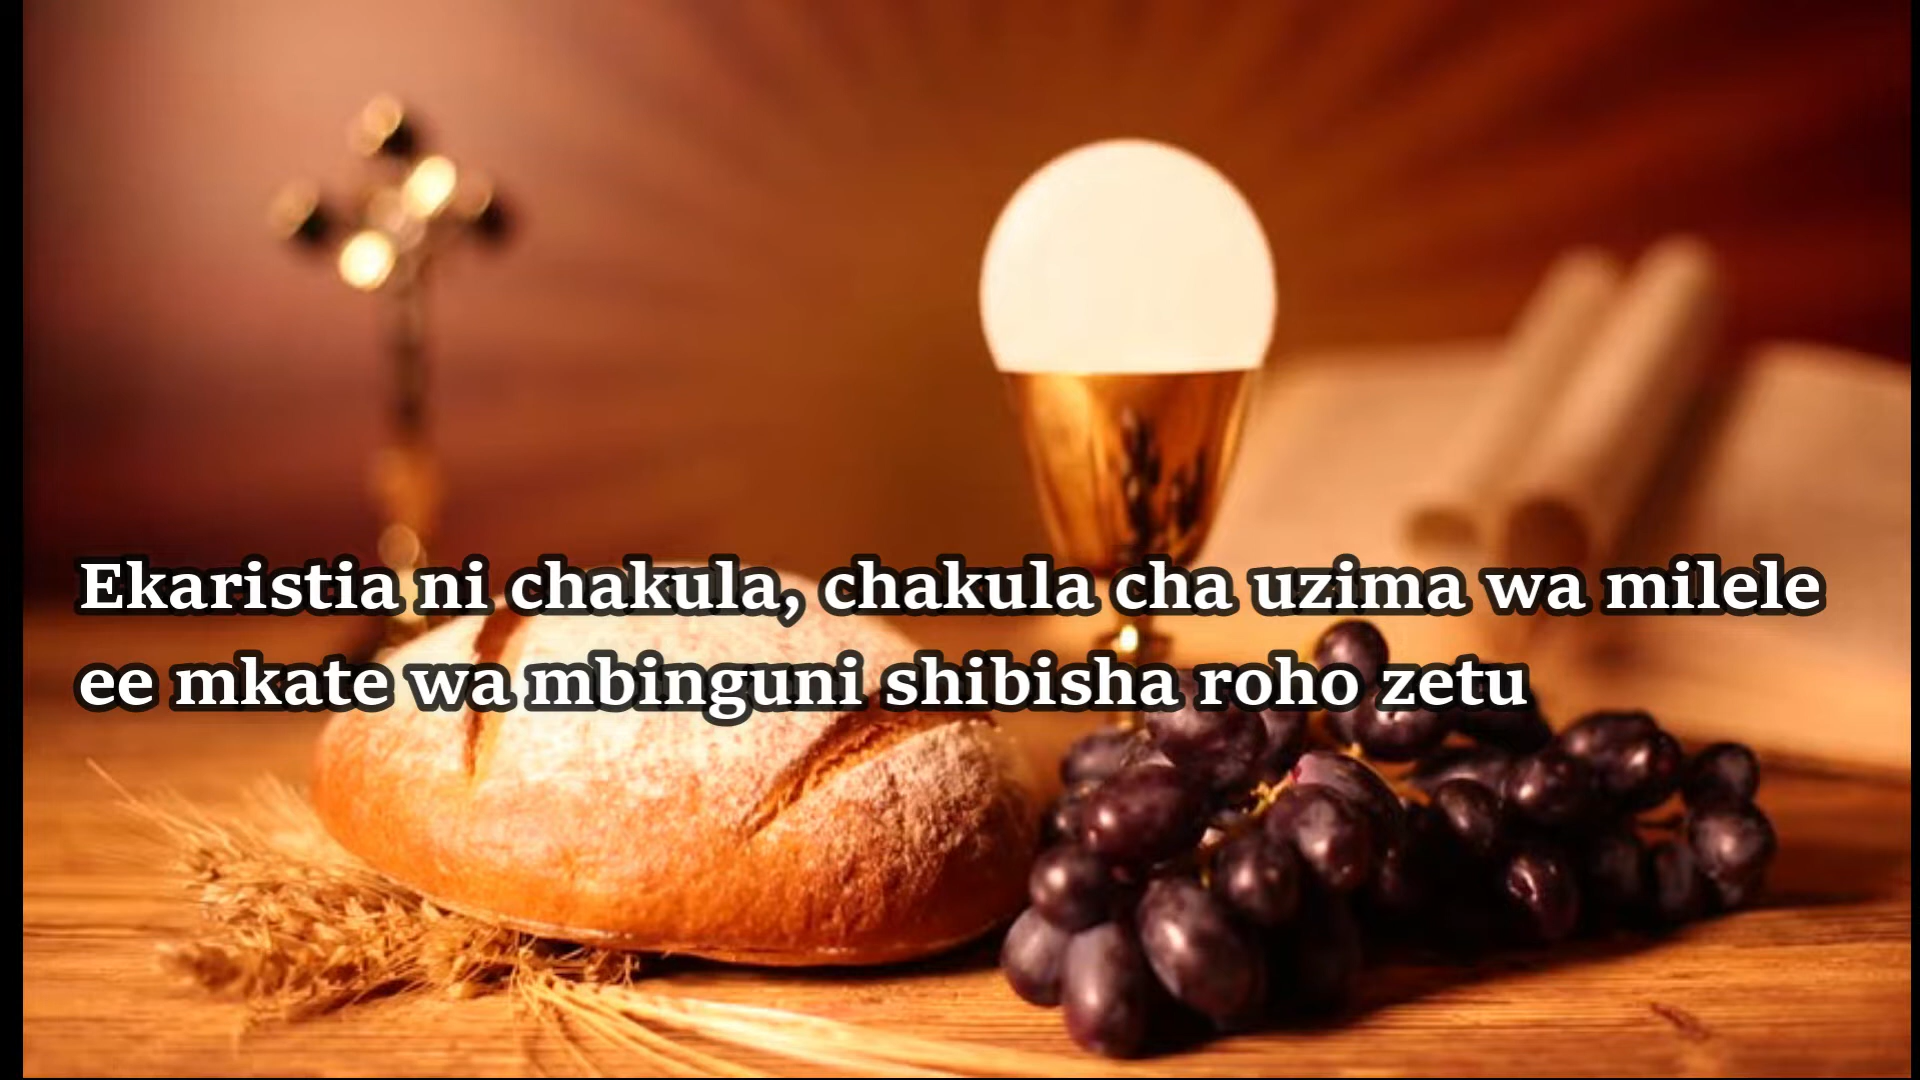 Ekaristia ni chakula, chakula cha uzima wa milele
ee mkate wa mbinguni shibisha roho zetu